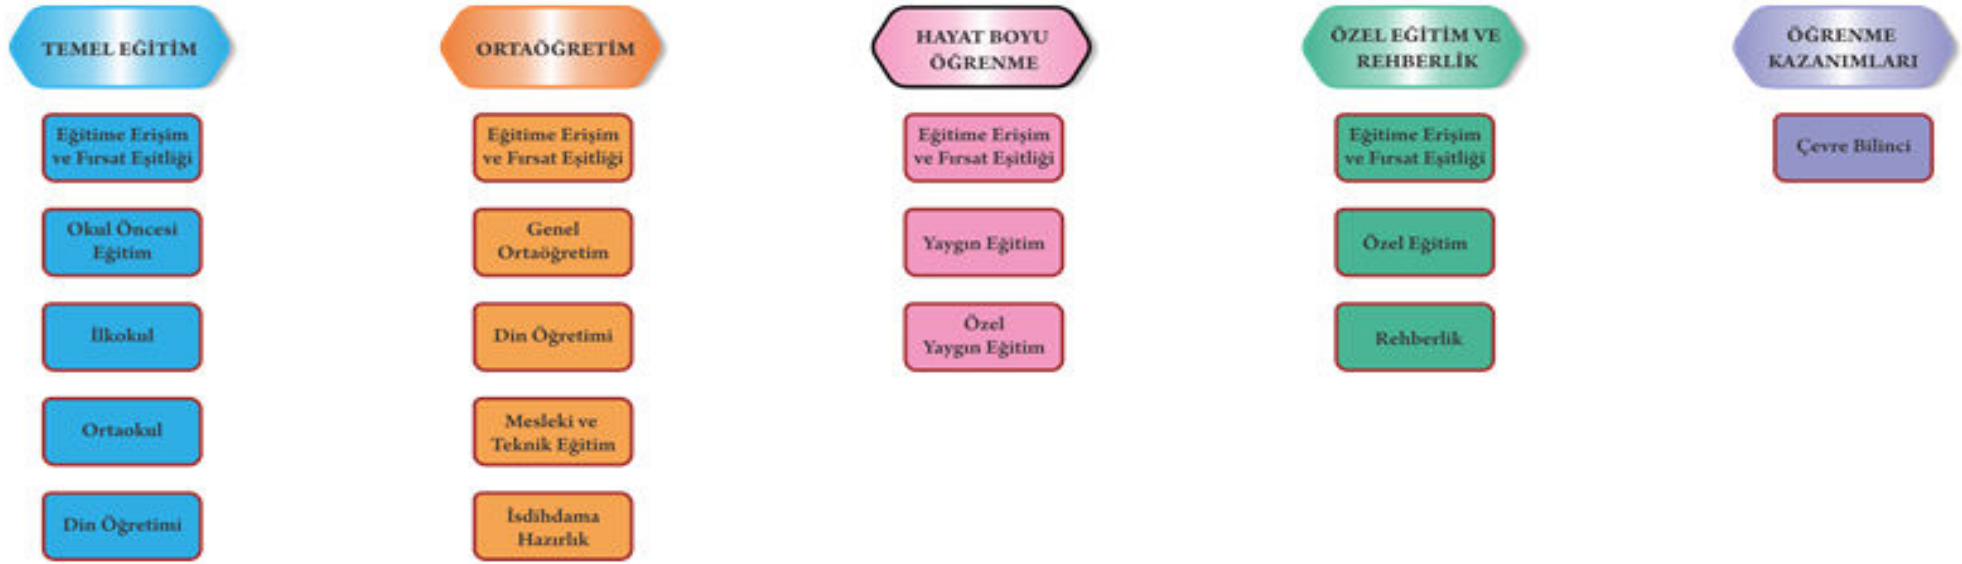 TEMEL EĞİTİM
Eğitime Erişim
ve Fırsat Eşitliği
Okul Öncesi
Eğitim
İlkokul
Ortaokul
Din Öğretimi
ORTAÖĞRETİM
Eğitime Erişim
ve Fırsat Eşitliği
Genel
Ortaöğretim
Din Öğretimi
Mesleki ve
Teknik Eğitim
İsdihdama
Hazırlık
HAYAT BOYU
ÖĞRENME
Eğitime Erişim
ve Fırsat Eşitliği
Yaygın Eğitim
Özel
Yaygın Eğitim
ÖZEL EĞİTİM VE
REHBERLİK
Eğitime Erişim
ve Fırsat Eşitliği
Özel Eğitim
Rehberlik
ÖĞRENME
KAZANIMLARI
Çevre Bilinci